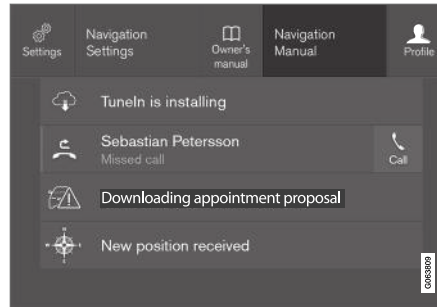 Settings
Navigation
Settings
Owner's
manual
Navigation
Manual
Profile
TuneIn is installing
Sebastian Petersson
Missed call
Call
Downloading appointment proposal
New position received
G063809